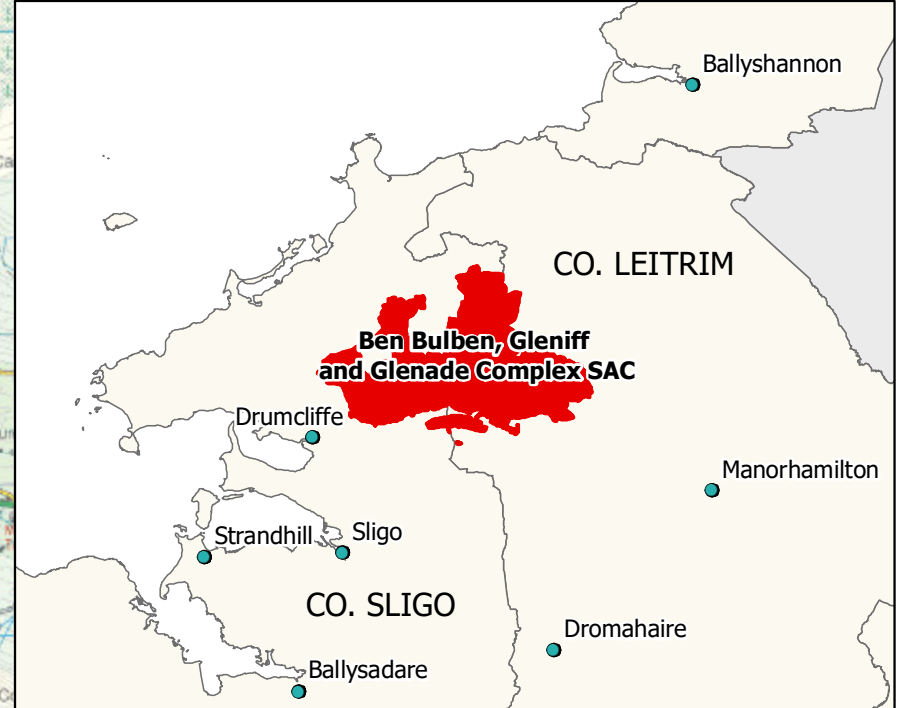 Ballyshannon
CO. LEITRIM
Ben Bulben, Gleniff
and Glenade Complex SAC
Drumcliffe
Manorhamilton
Strandhill
Sligo
CO. SLIGO
Dromahaire
Ballysadare